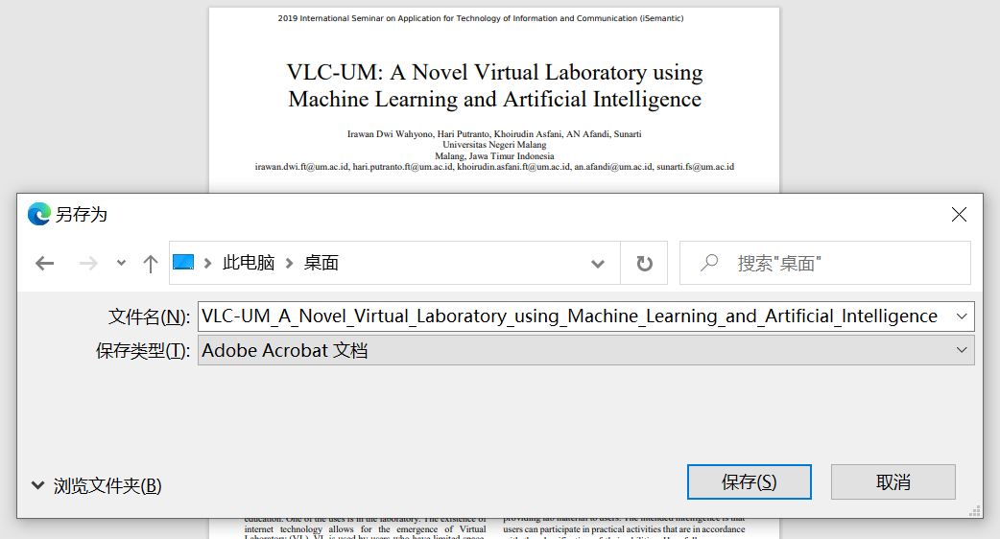 2019 International Seminar on Application for Technology of Information and Communication (iSemantic)
VLC-UM: A Novel Virtual Laboratory using
Machine Learning and Artificial Intelligence
Irawan Dwi Wahyono, Hari Putranto, Khoirudin Asfani, AN Afandi, Sunarti
Universitas Negeri Malang
Malang, Jawa Timur Indonesia
irawan.dwi.ft@um.ac.id, hari.putranto.ft@um.ac.id, khoirudin.asfani.ft@um.ac.id, an.afandi@um.ac.id, sunarti.fs@um.ac.id
另存为
此电脑 桌面
搜索"桌面"
文件名(N): VLC-UM_A_Novel_Virtual_Laboratory_using_Machine_Learning_and_Artificial_Intelligence
保存类型(T): Adobe Acrobat 文档
浏览文件夹(B)
保存(S) 取消
education. One of the uses is in the laboratory. The existence of
internet technology allows for the emergence of Virtual
Laboratory (VL). VL is used by users who have limited space,
providing lab material to users. The intended intelligence is that
users can participate in practical activities that are in accordance